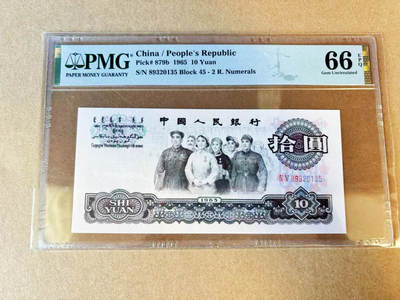 PMG
PAPER MONEY GUARANTY
China / People's Republic
Pick# 879b 1965 10 Yuan
S/N 89320135 Block 45 - 2 R. Numerals
66 EPQ
Gem Uncirculated
中国人民银行
拾圆
89320135
1965
SHI
YUAN
10